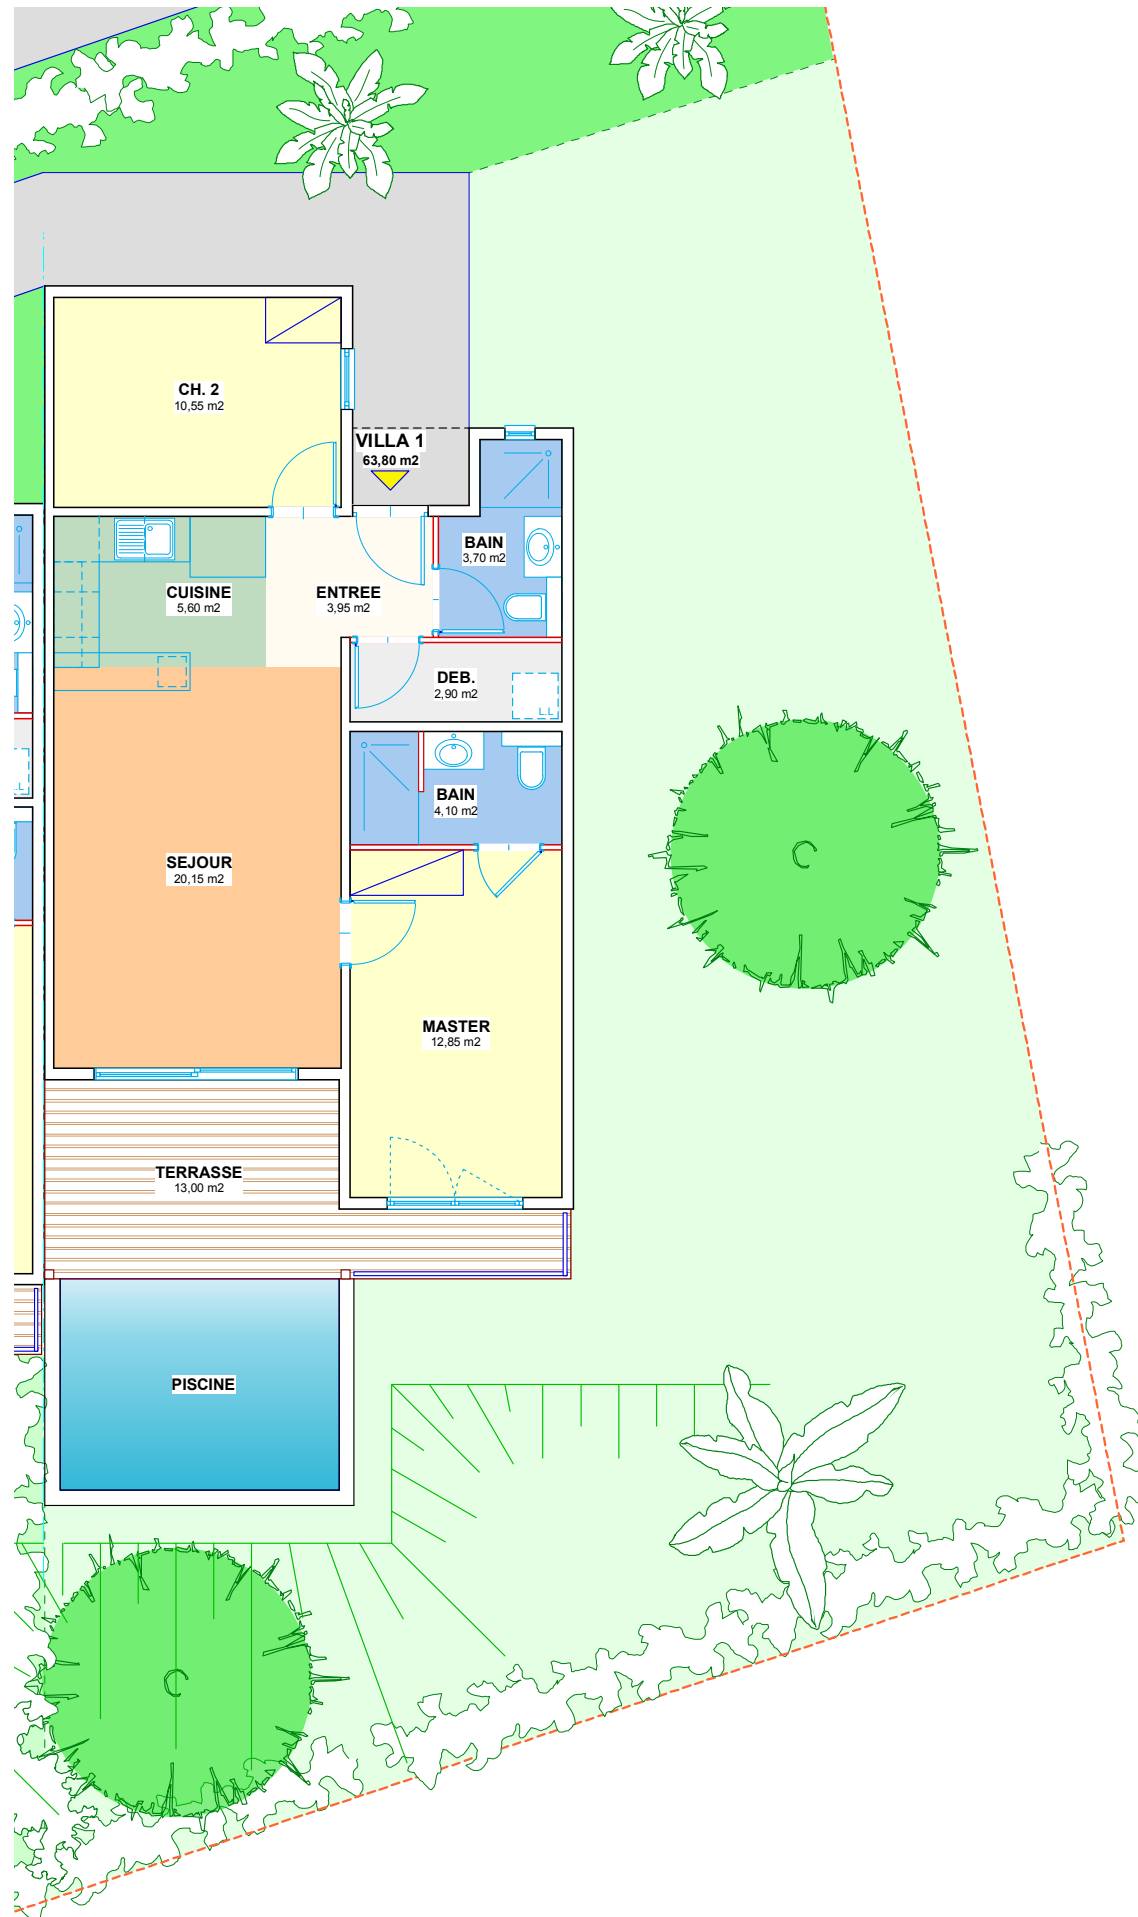 CH. 2
10,55 m2
VILLA 1
63,80 m2
BAIN
3,70 m2
CUISINE
5,60 m2
ENTREE
3,95 m2
DEB.
2,90 m2
BAIN
4,10 m2
SEJOUR
20,15 m2
MASTER
12,85 m2
TERRASSE
13,00 m2
PISCINE